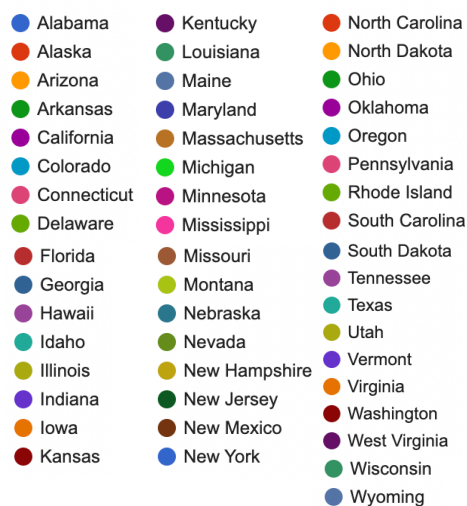 Alabama
Alaska
Arizona
Arkansas
California
Colorado
Connecticut
Delaware
Florida
Georgia
Hawaii
Idaho
Illinois
Indiana
Iowa
Kansas
Kentucky
Louisiana
Maine
Maryland
Massachusetts
Michigan
Minnesota
Mississippi
Missouri
Montana
Nebraska
Nevada
New Hampshire
New Jersey
New Mexico
New York
North Carolina
North Dakota
Ohio
Oklahoma
Oregon
Pennsylvania
Rhode Island
South Carolina
South Dakota
Tennessee
Texas
Utah
Vermont
Virginia
Washington
West Virginia
Wisconsin
Wyoming